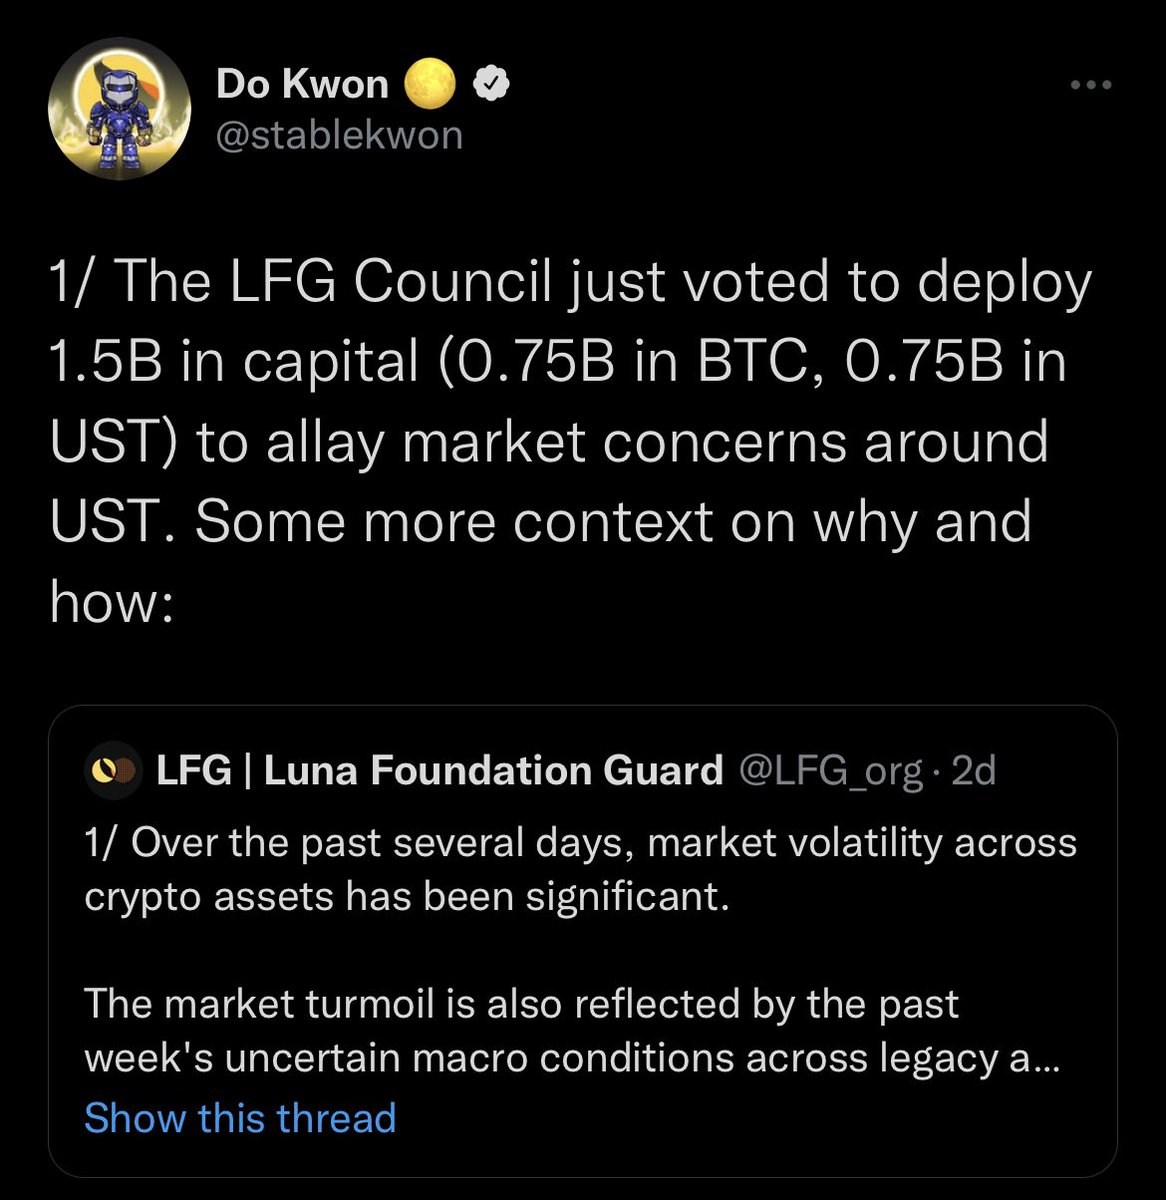 Do Kwon
@stablekwon
1/ The LFG Council just voted to deploy
1.5B in capital (0.75B in BTC, 0.75B in
UST) to allay market concerns around
UST. Some more context on why and
how:
LFG | Luna Foundation Guard @LFG_org · 2d
1/ Over the past several days, market volatility across
crypto assets has been significant.
The market turmoil is also reflected by the past
week's uncertain macro conditions across legacy a...
Show this thread